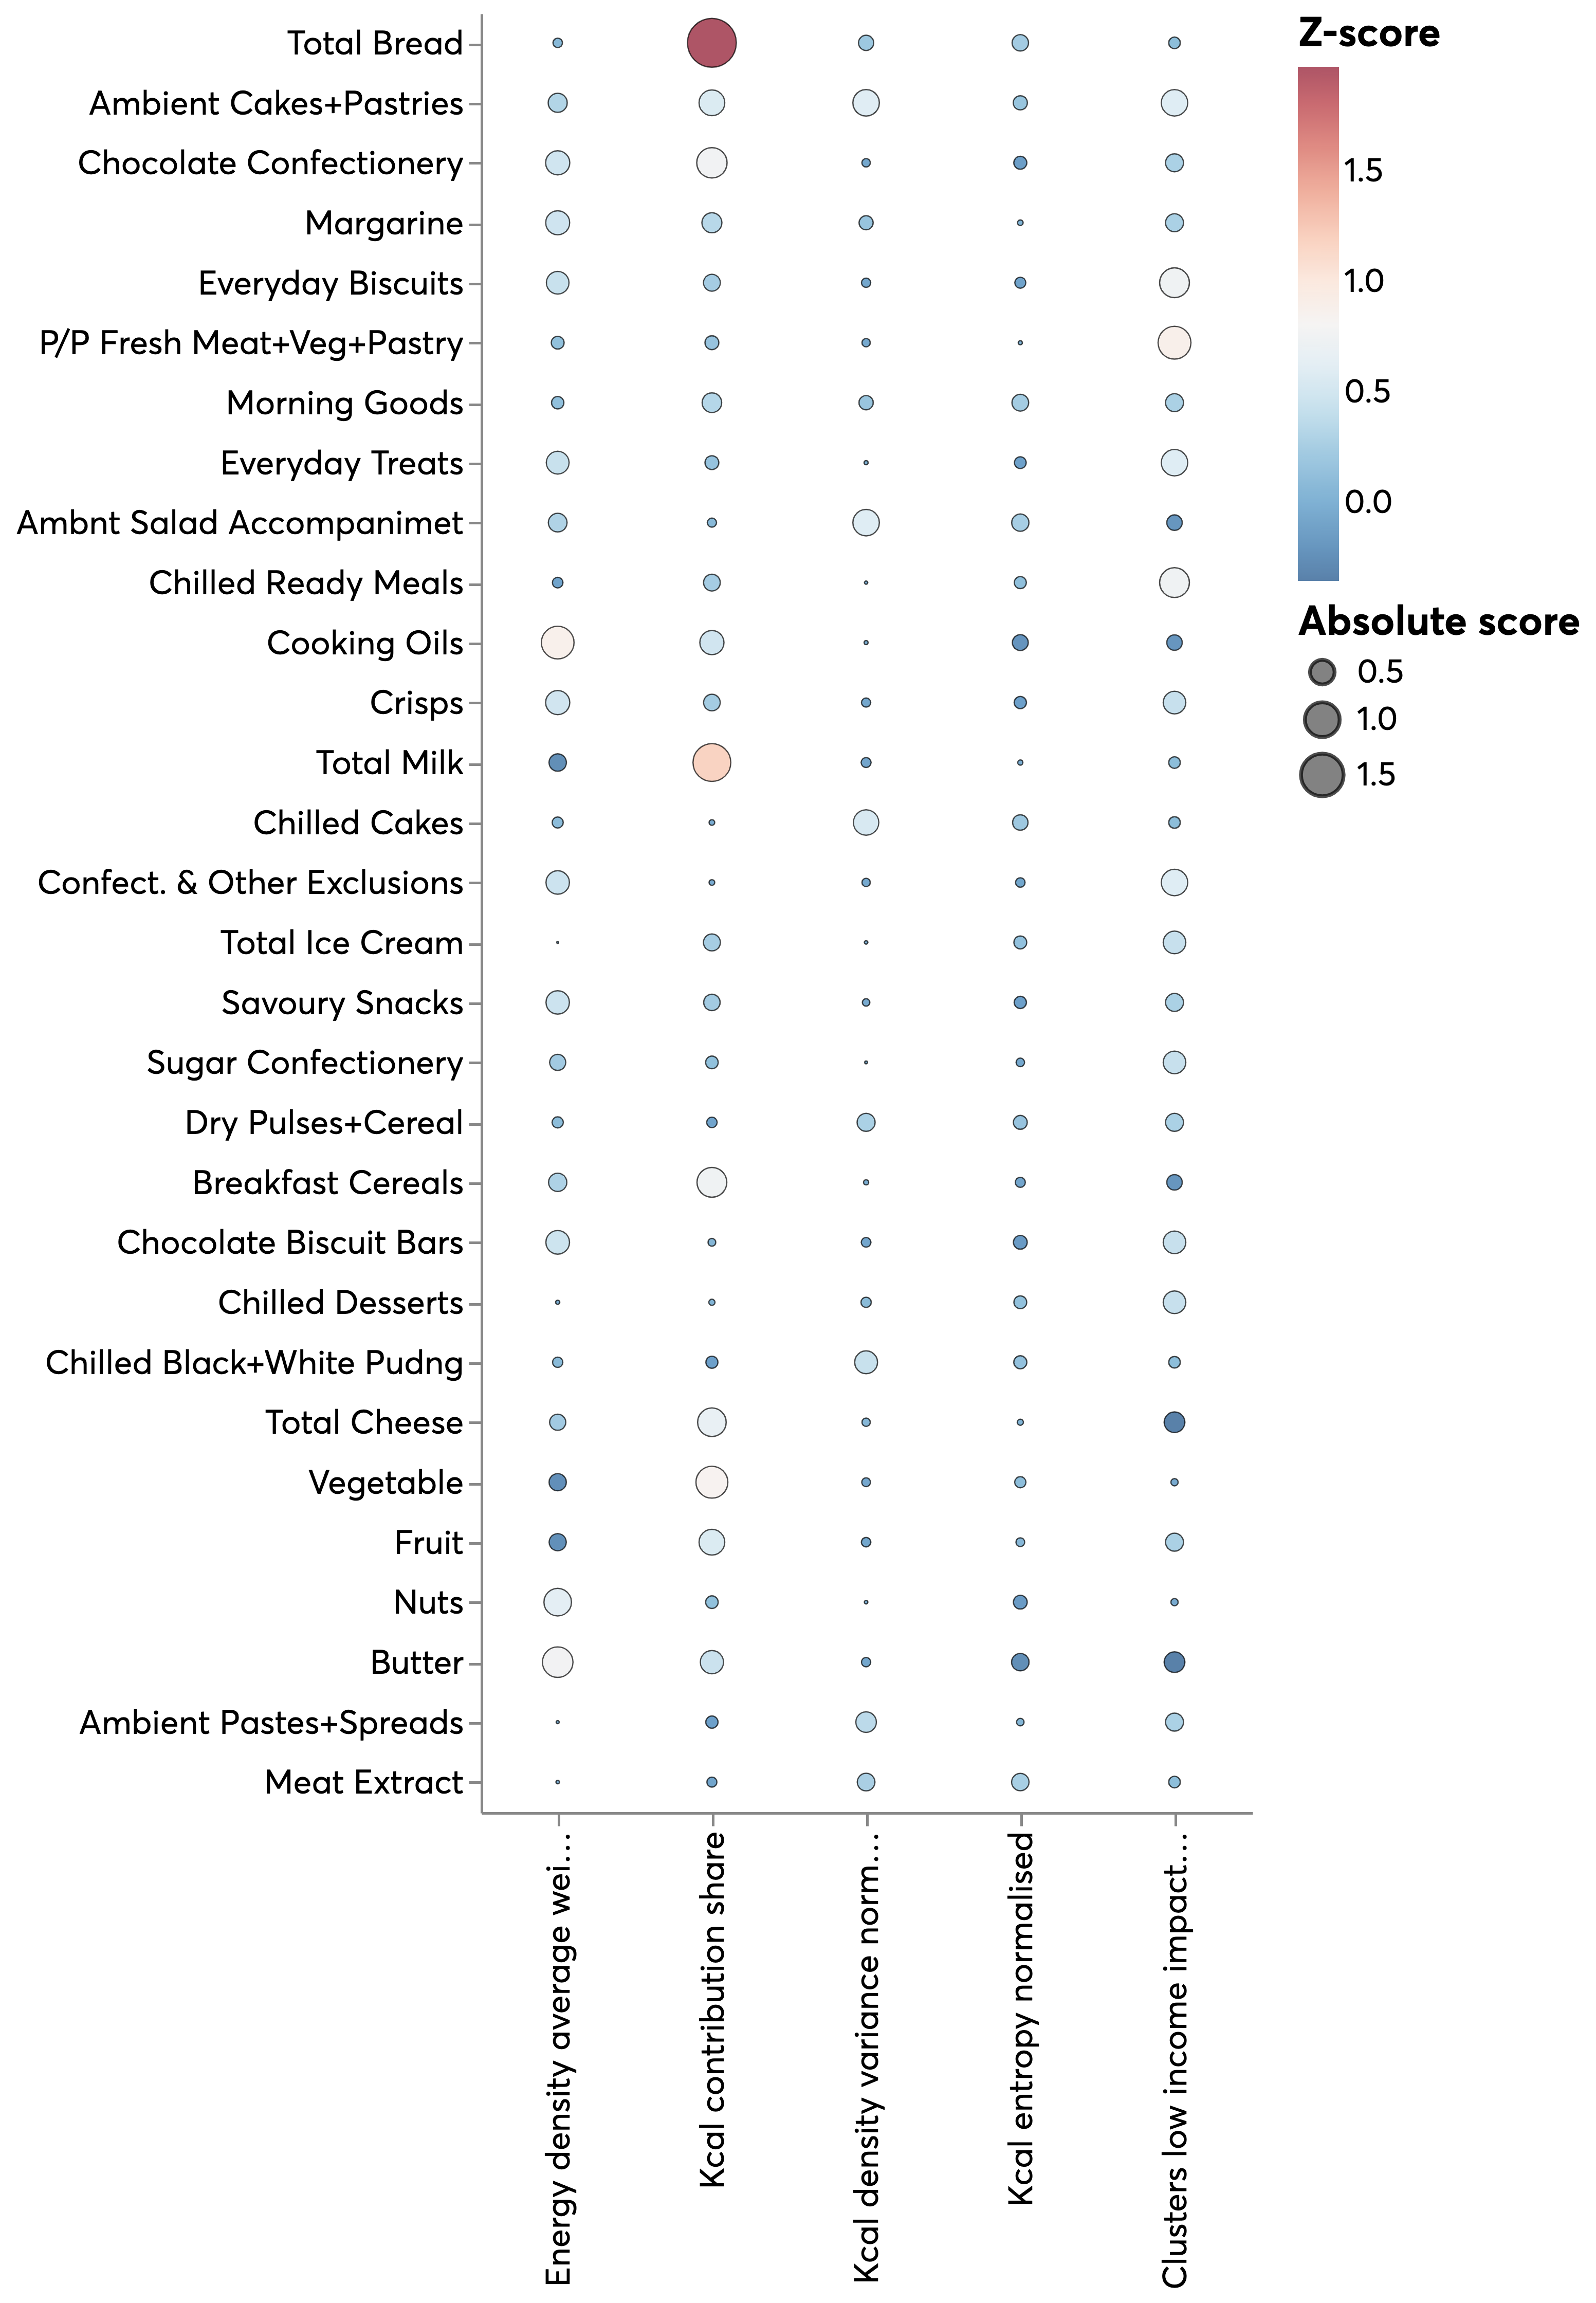 Total Bread
Ambient Cakes+Pastries
Chocolate Confectionery
Margarine
Everyday Biscuits
P/P Fresh Meat+Veg+Pastry
Morning Goods
Everyday Treats
Ambnt Salad Accompanimet
Chilled Ready Meals
Cooking Oils
Crisps
Total Milk
Chilled Cakes
Confect. & Other Exclusions
Total Ice Cream
Savoury Snacks
Sugar Confectionery
Dry Pulses+Cereal
Breakfast Cereals
Chocolate Biscuit Bars
Chilled Desserts
Chilled Black+White Pudng
Total Cheese
Vegetable
Fruit
Nuts
Butter
Ambient Pastes+Spreads
Meat Extract
Energy density average wei…
Kcal contribution share
Kcal density variance norm…
Kcal entropy normalised
Clusters low income impact…
Z-score
1.5
1.0
0.5
0.0
Absolute score
0.5
1.0
1.5